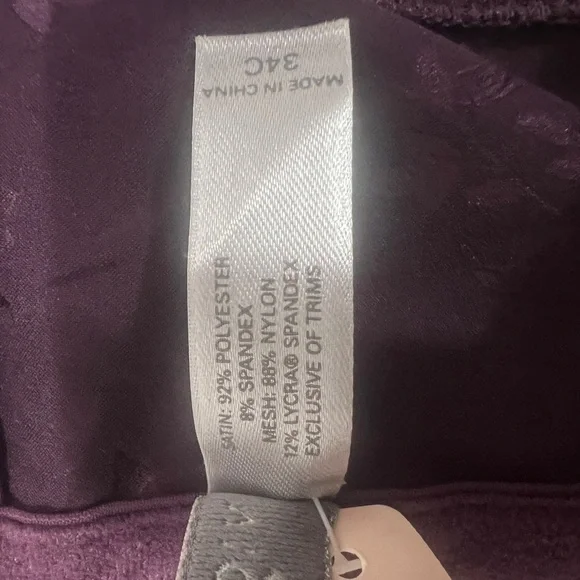 34C
MADE IN CHINA
SATIN: 92% POLYESTER
8% SPANDEX
MESH: 88% NYLON
12% LYCRA® SPANDEX
EXCLUSIVE OF TRIMS